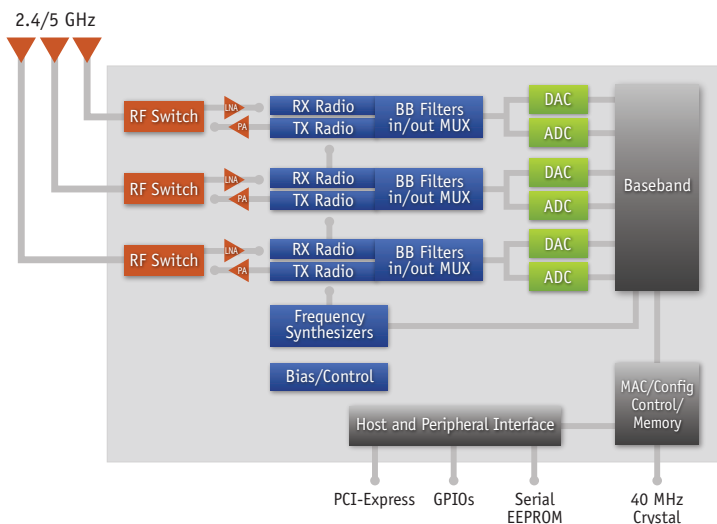 2.4/5 GHz
RF Switch
LNA
PA
RX Radio
TX Radio
BB Filters
in/out MUX
DAC
ADC
RF Switch
LNA
PA
RX Radio
TX Radio
BB Filters
in/out MUX
DAC
ADC
Baseband
RF Switch
LNA
PA
RX Radio
TX Radio
BB Filters
in/out MUX
DAC
ADC
Frequency
Synthesizers
Bias/Control
MAC/Config
Control/
Memory
Host and Peripheral Interface
PCI-Express
GPIOs
Serial
EEPROM
40 MHz
Crystal